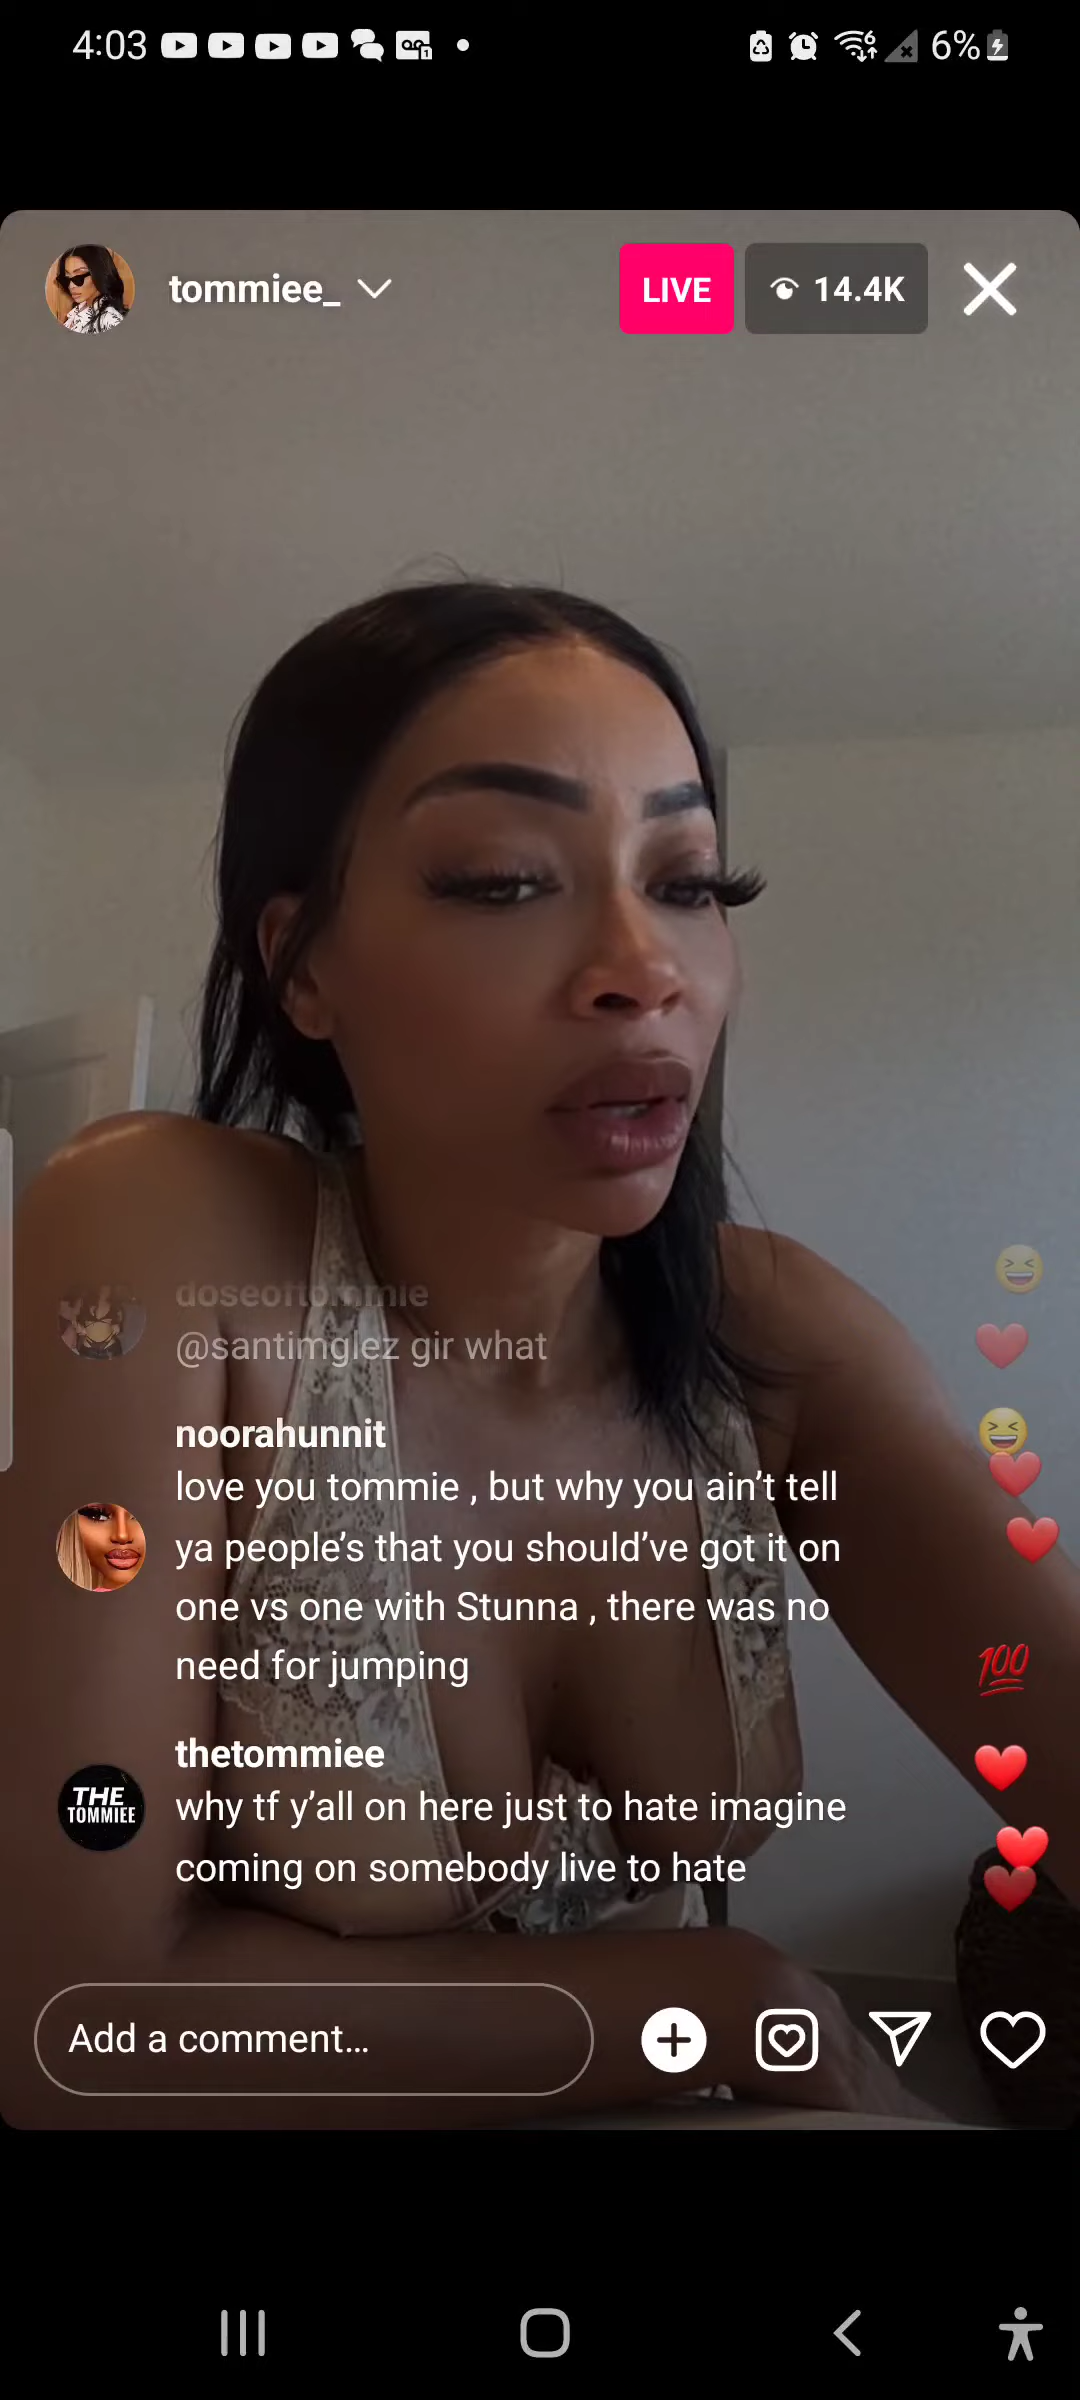 4:03
6%
tommiee_
LIVE
14.4K
doseoftommie
@santimglez gir what
noorahunnit
love you tommie , but why you ain’t tell
ya people’s that you should’ve got it on
one vs one with Stunna , there was no
need for jumping
thetommiee
THE
TOMMIEE
why tf y’all on here just to hate imagine
coming on somebody live to hate
100
Add a comment...